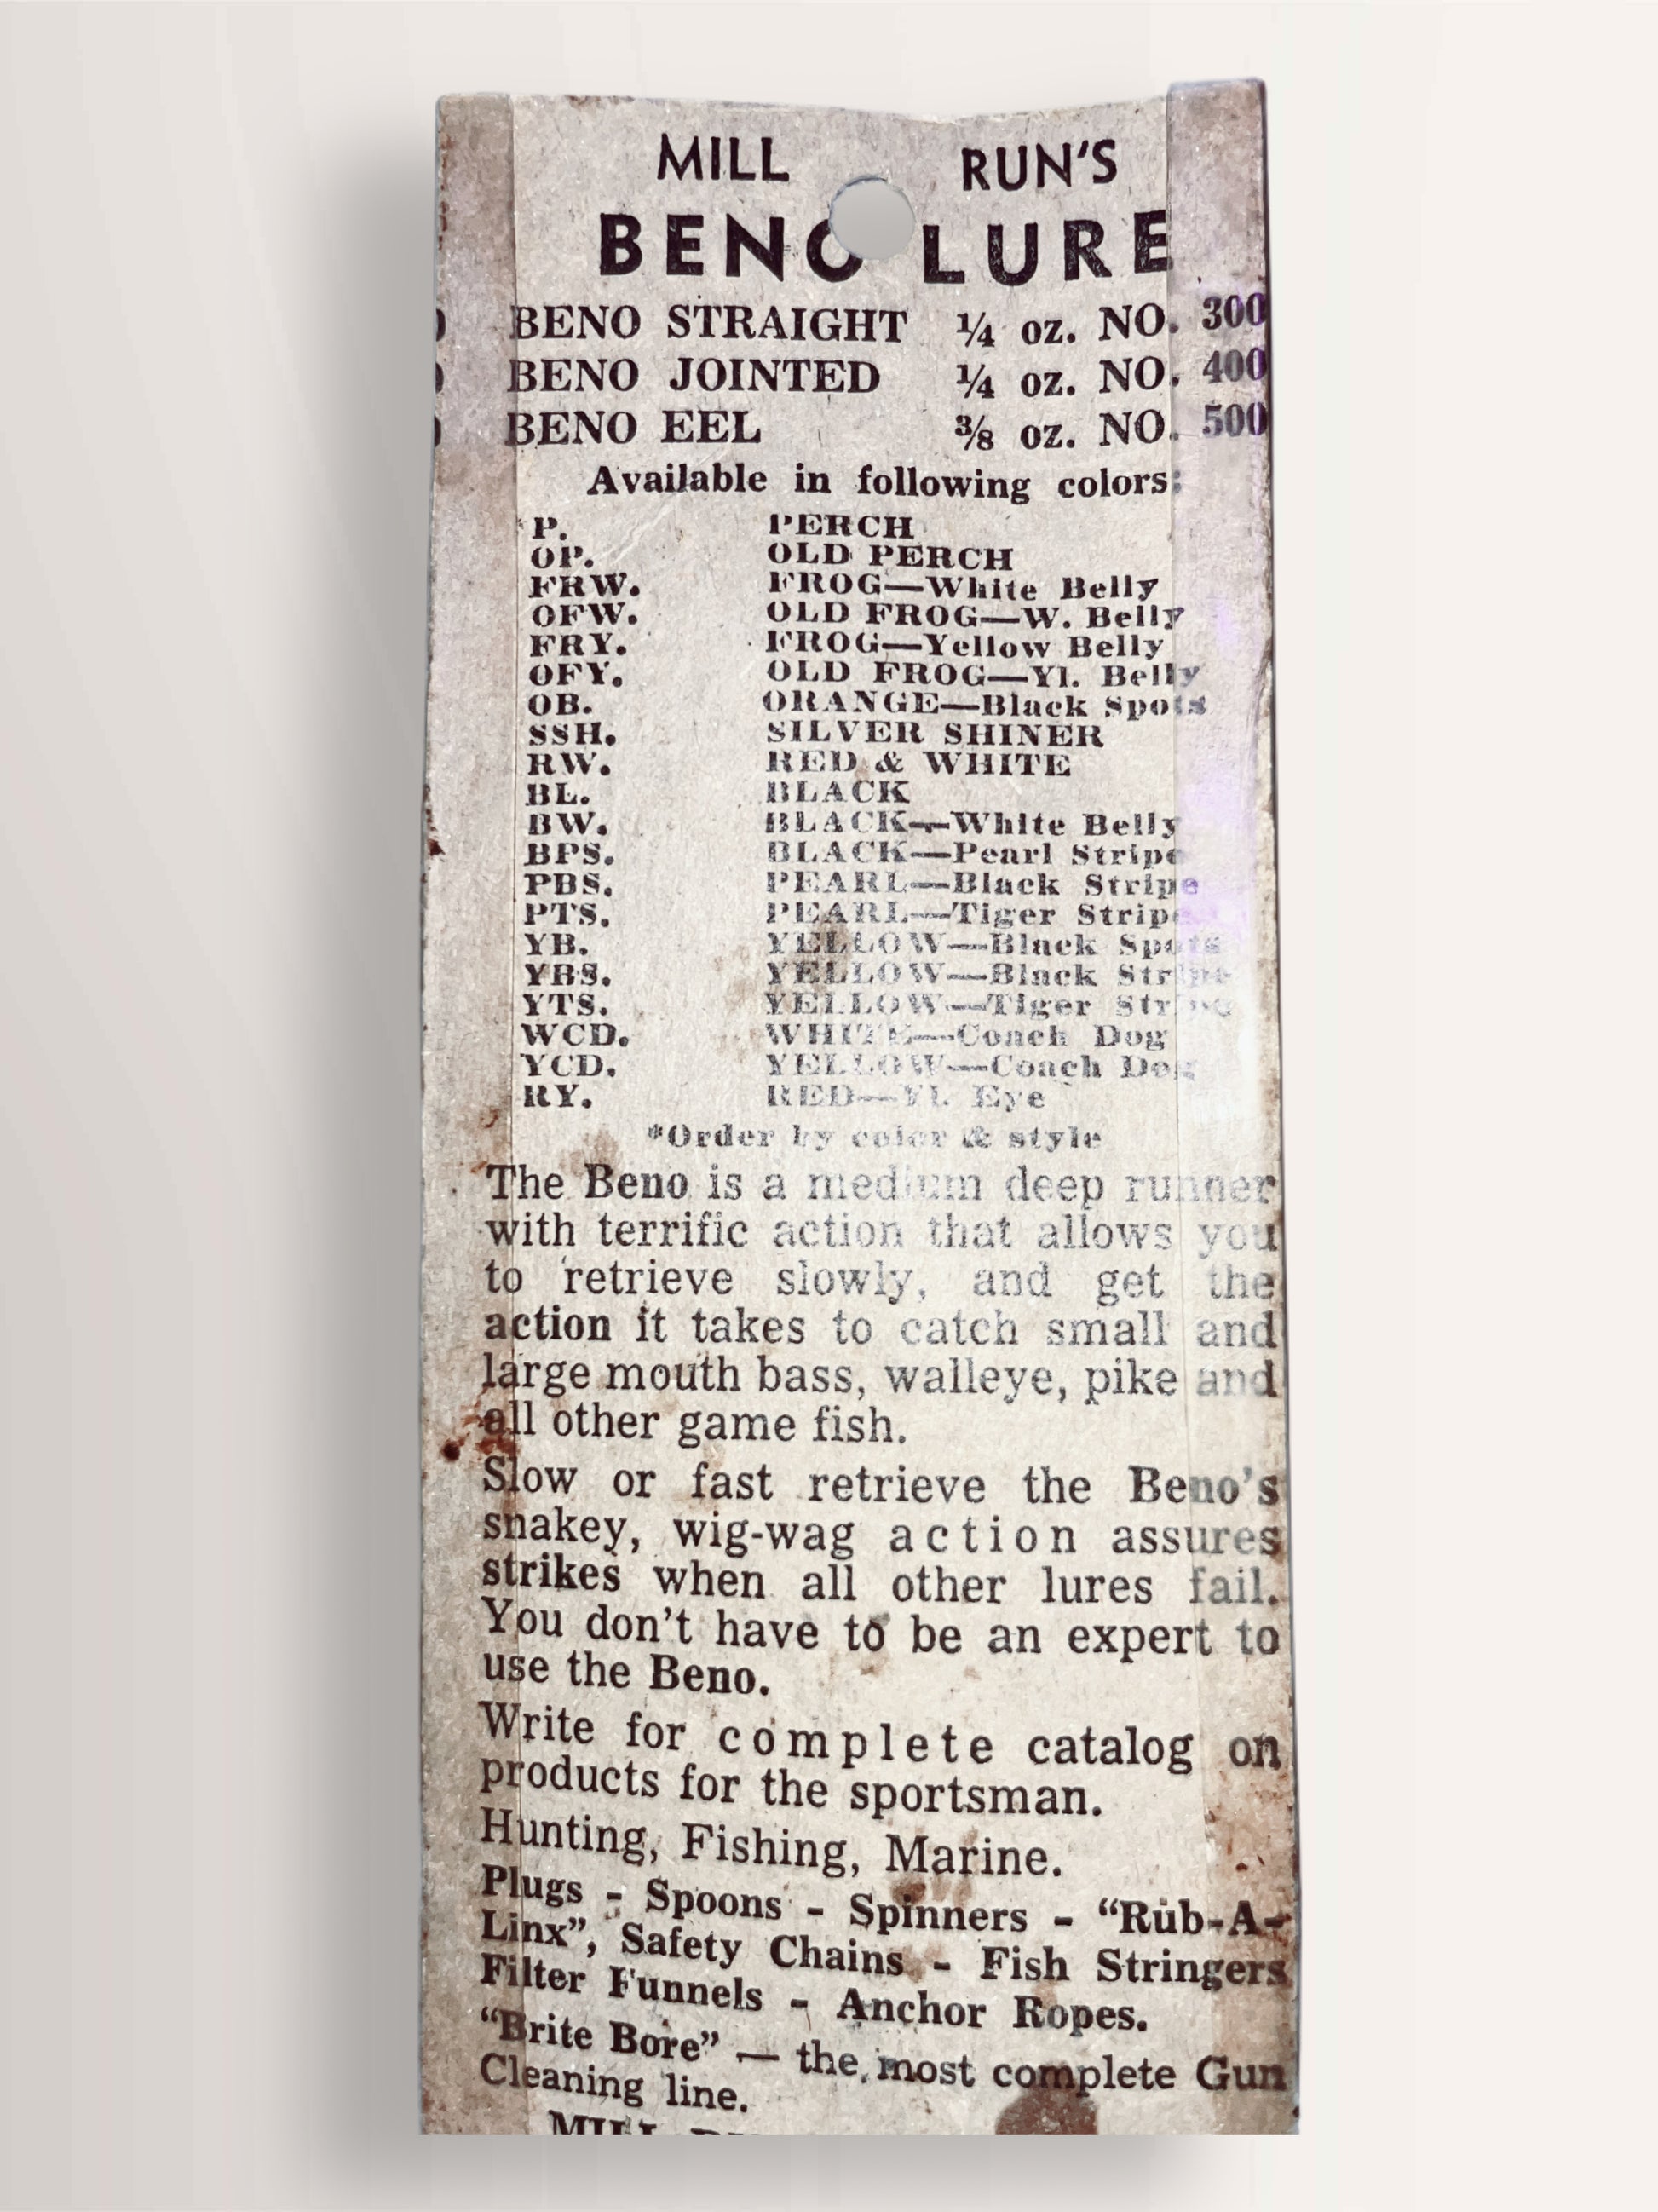 MILL RUN'S
BENO LURE
BENO STRAIGHT ¼ oz. NO. 300
BENO JOINTED ¼ oz. NO. 400
BENO EEL ⅜ oz. NO. 500
Available in following colors:
P. PERCH
OP. OLD PERCH
FRW. FROG—White Belly
OFW. OLD FROG—W. Belly
FRY. FROG—Yellow Belly
OFY. OLD FROG—Yl. Belly
OB. ORANGE—Black Spots
SSH. SILVER SHINER
RW. RED & WHITE
BL. BLACK
BW. BLACK—White Belly
BPS. BLACK—Pearl Stripe
PBS. PEARL—Black Stripe
PTS. PEARL—Tiger Stripe
YB. YELLOW—Black Spots
YBS. YELLOW—Black Stripe
YTS. YELLOW—Tiger Stripe
WCD. WHITE—Coach Dog
YCD. YELLOW—Coach Dog
RY. RED—Yl. Eye
*Order by color & style
The Beno is a medium deep runner
with terrific action that allows you
to retrieve slowly, and get the
action it takes to catch small and
large mouth bass, walleye, pike and
all other game fish.
Slow or fast retrieve the Beno's
snakey, wig-wag action assures
strikes when all other lures fail.
You don't have to be an expert to
use the Beno.
Write for complete catalog on
products for the sportsman.
Hunting, Fishing, Marine.
Plugs - Spoons - Spinners - "Rub-A-
Linx", Safety Chains - Fish Stringers
Filter Funnels - Anchor Ropes.
"Brite Bore" — the most complete Gun
Cleaning line.
MILL